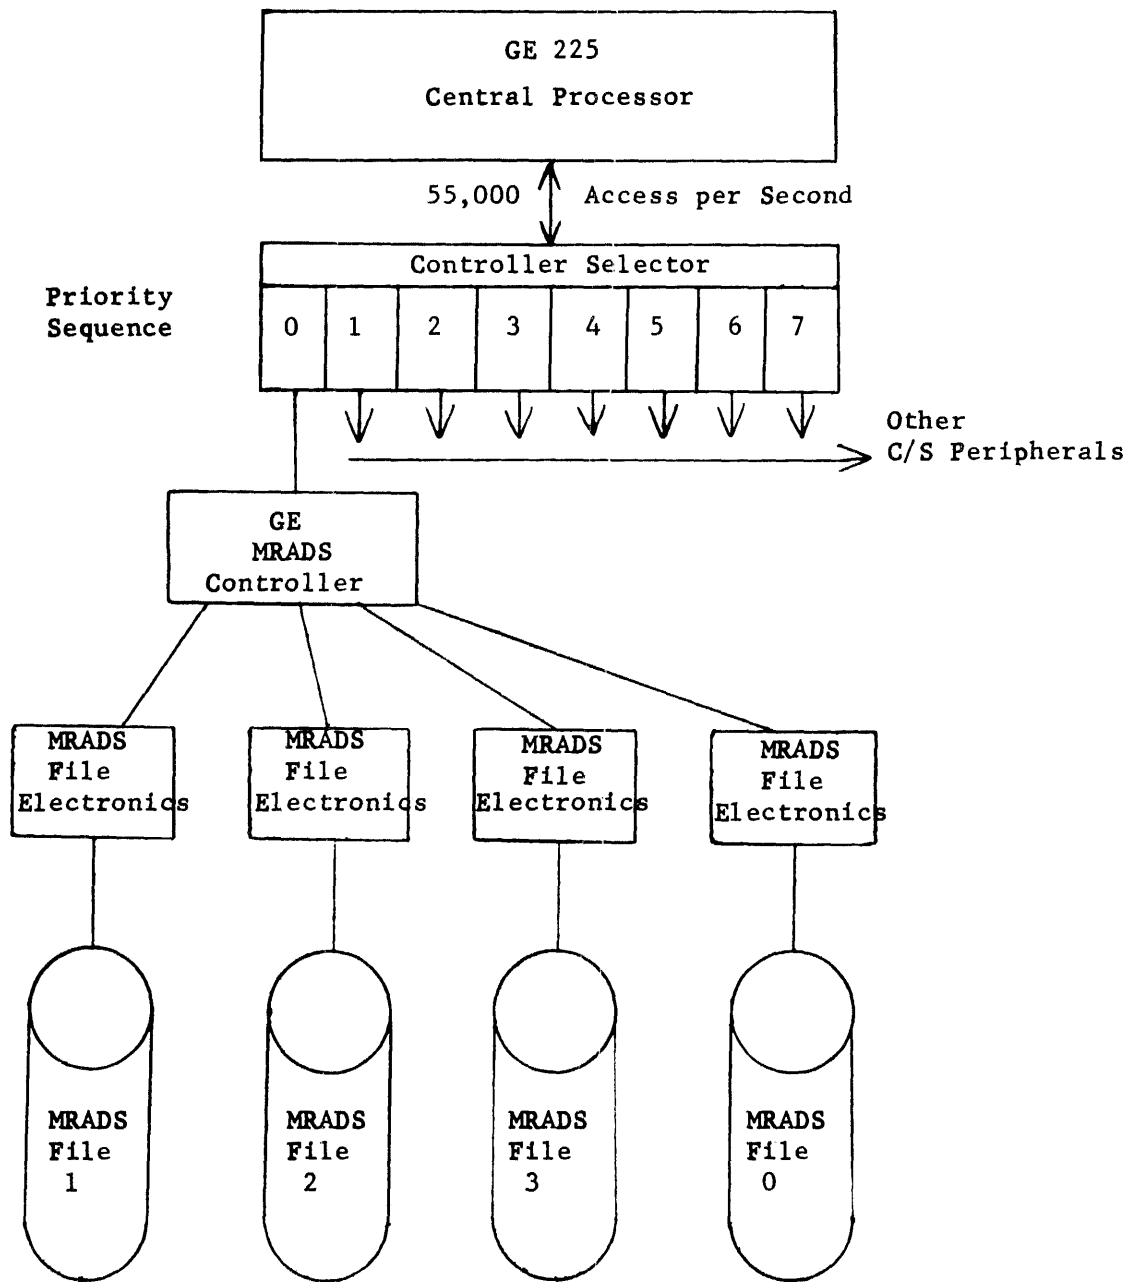 GE 225
Central Processor
55,000 Access per Second
Controller Selector
Priority
Sequence
0 1 2 3 4 5 6 7
Other
C/S Peripherals
GE
MRADS
Controller
MRADS
File
Electronics
MRADS
File
Electronics
MRADS
File
Electronics
MRADS
File
Electronics
MRADS
File
1
MRADS
File
2
MRADS
File
3
MRADS
File
0